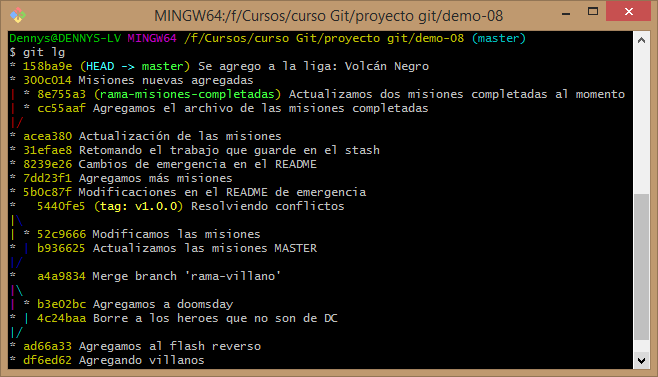 MINGW64:/f/Cursos/curso Git/proyecto git/demo-08
Dennys@DENNYS-LV MINGW64 /f/Cursos/curso Git/proyecto git/demo-08 (master)
$ git lg
* 158ba9e (HEAD -> master) Se agrego a la liga: Volcán Negro
* 300c014 Misiones nuevas agregadas
| * 8e755a3 (rama-misiones-completadas) Actualizamos dos misiones completadas al momento
| * cc55aaf Agregamos el archivo de las misiones completadas
|/
* acea380 Actualización de las misiones
* 31efae8 Retomando el trabajo que guarde en el stash
* 8239e26 Cambios de emergencia en el README
* 7dd23f1 Agregamos más misiones
* 5b0c87f Modificaciones en el README de emergencia
*   5440fe5 (tag: v1.0.0) Resolviendo conflictos
|\
| * 52c9666 Modificamos las misiones
* | b936625 Actualizamos las misiones MASTER
|/
*   a4a9834 Merge branch 'rama-villano'
|\
| * b3e02bc Agregamos a doomsday
* | 4c24baa Borre a los heroes que no son de DC
|/
* ad66a33 Agregamos al flash reverso
* df6ed62 Agregando villanos